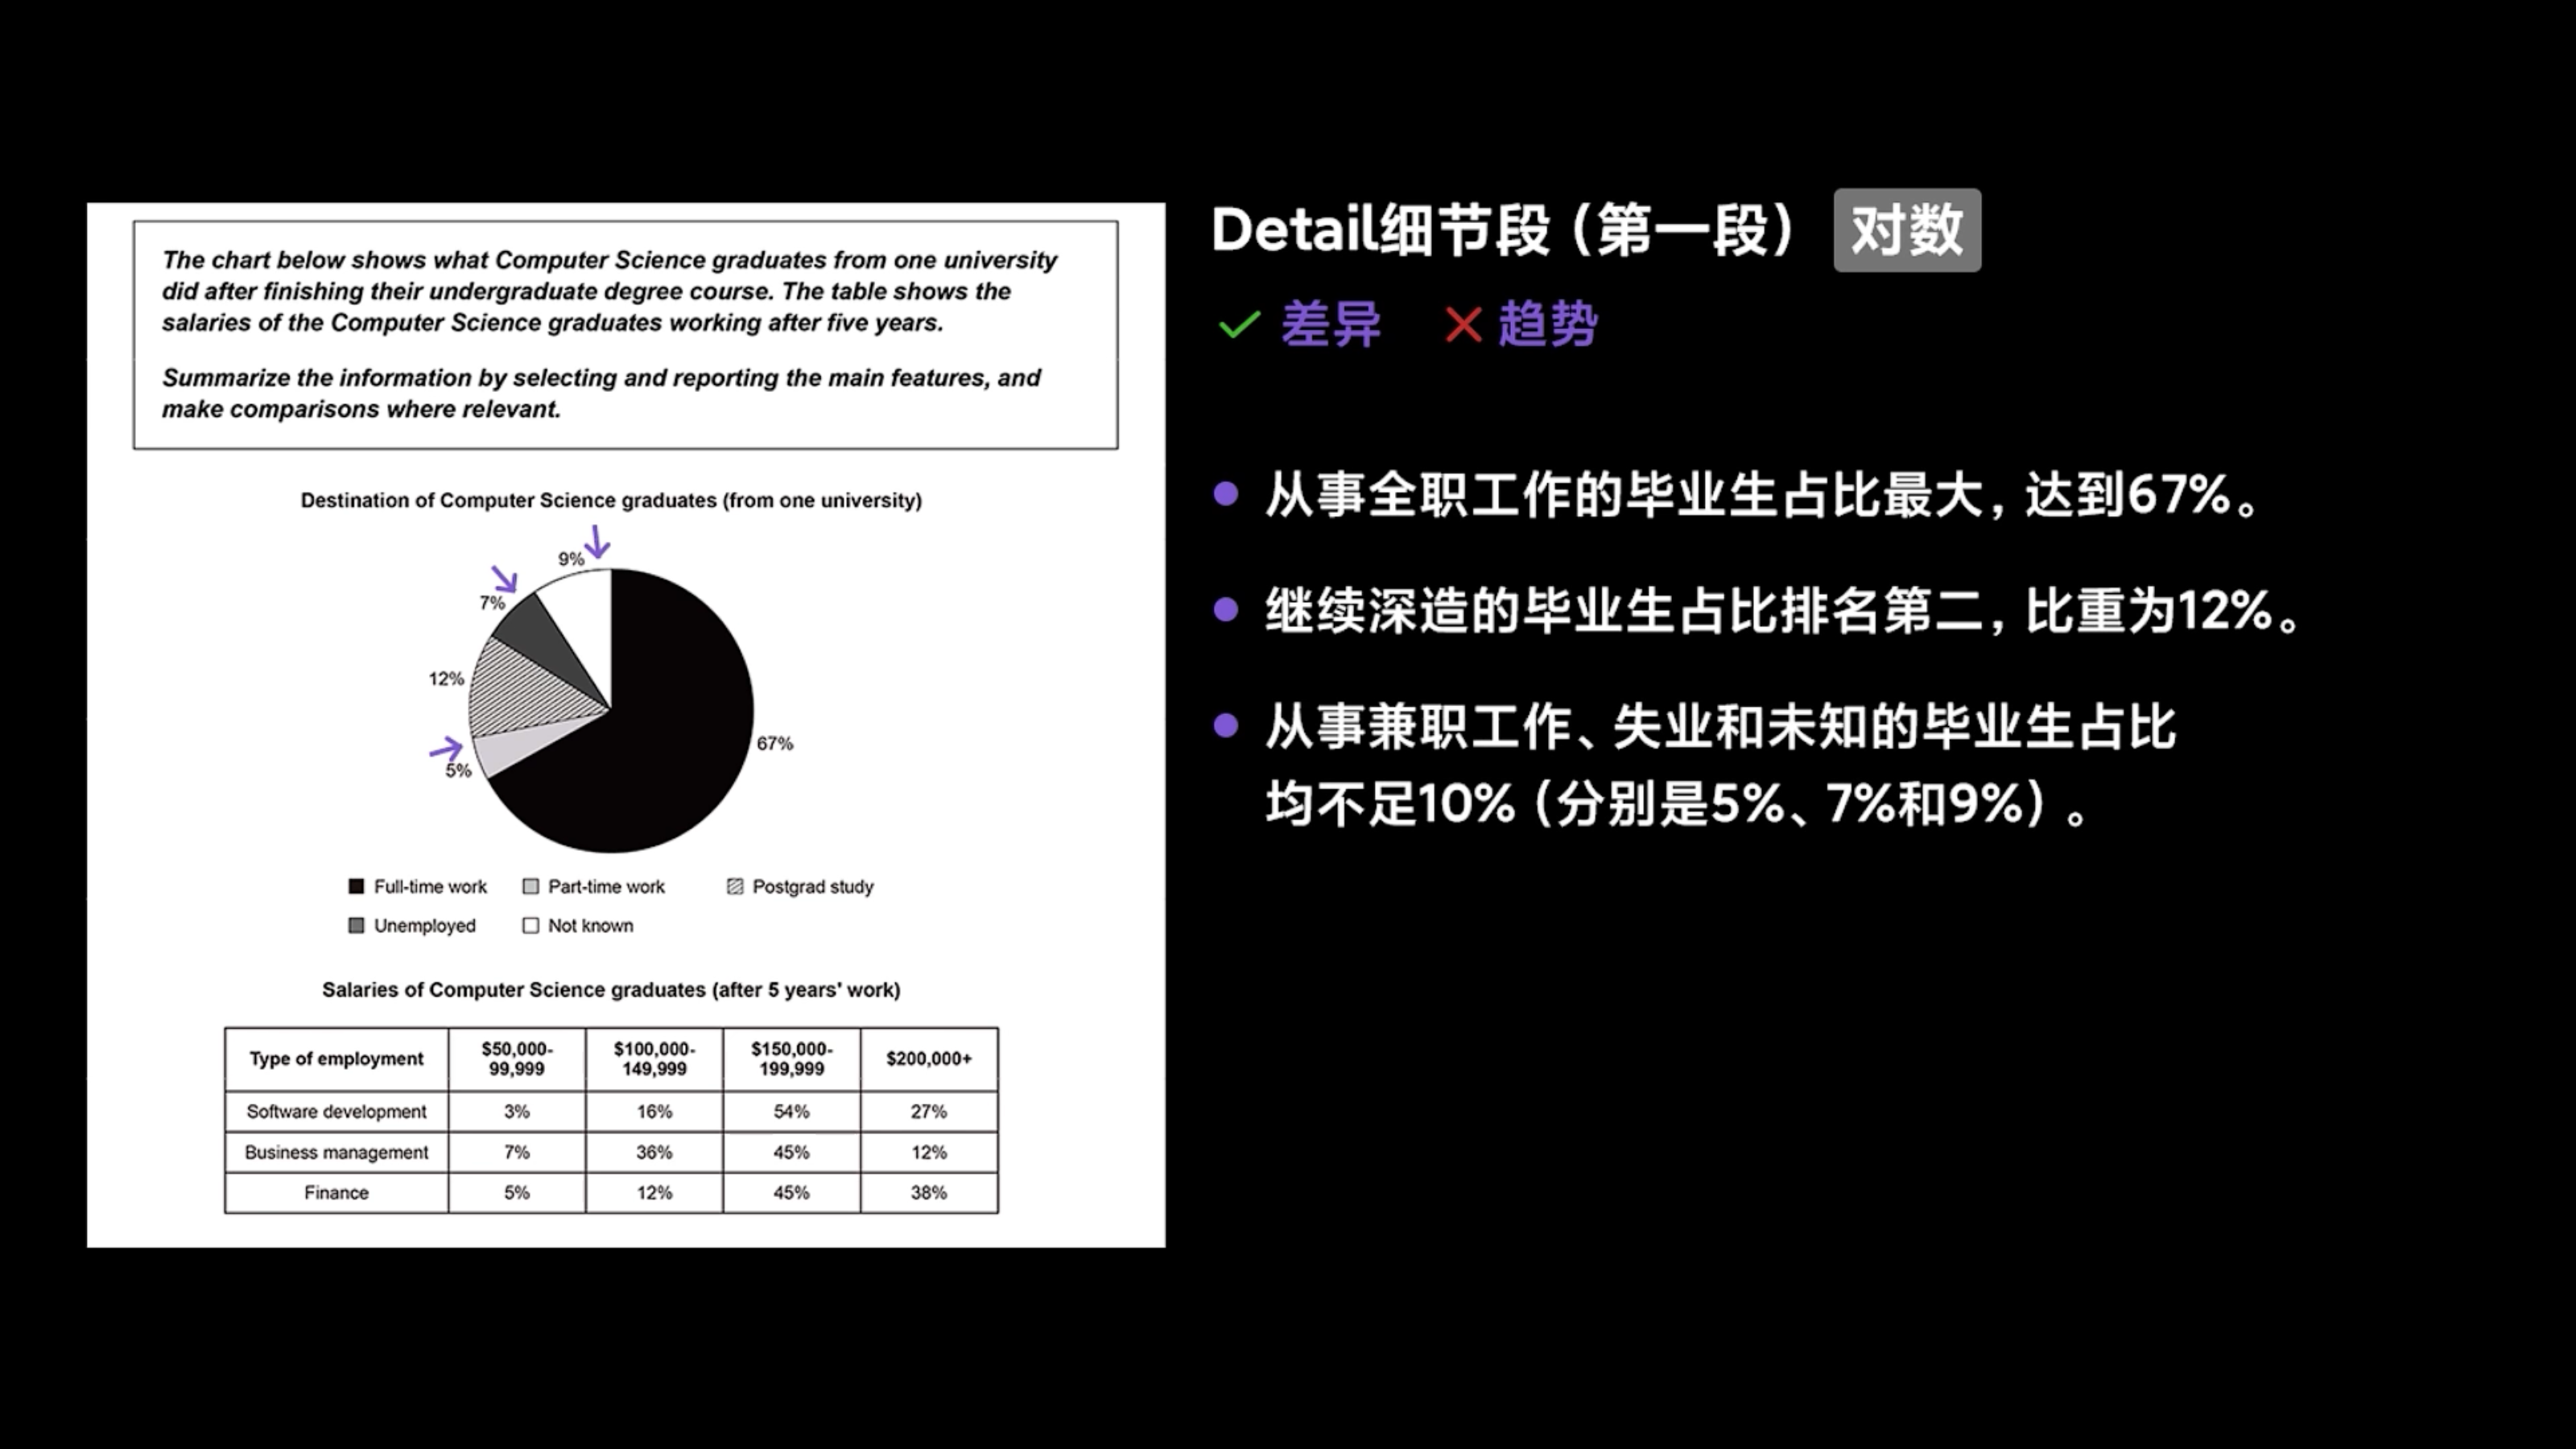 The chart below shows what Computer Science graduates from one university
did after finishing their undergraduate degree course. The table shows the
salaries of the Computer Science graduates working after five years.
Summarize the information by selecting and reporting the main features, and
make comparisons where relevant.
Destination of Computer Science graduates (from one university)
9%
7%
12%
5%
67%
Full-time work Part-time work Postgrad study
Unemployed Not known
Salaries of Computer Science graduates (after 5 years' work)
Type of employment $50,000-99,999 $100,000-149,999 $150,000-199,999 $200,000+
Software development 3% 16% 54% 27%
Business management 7% 36% 45% 12%
Finance 5% 12% 45% 38%
Detail细节段（第一段） 对数
差异 趋势
从事全职工作的毕业生占比最大，达到67%。
继续深造的毕业生占比排名第二，比重为12%。
从事兼职工作、失业和未知的毕业生占比
均不足10%（分别是5%、7%和9%）。